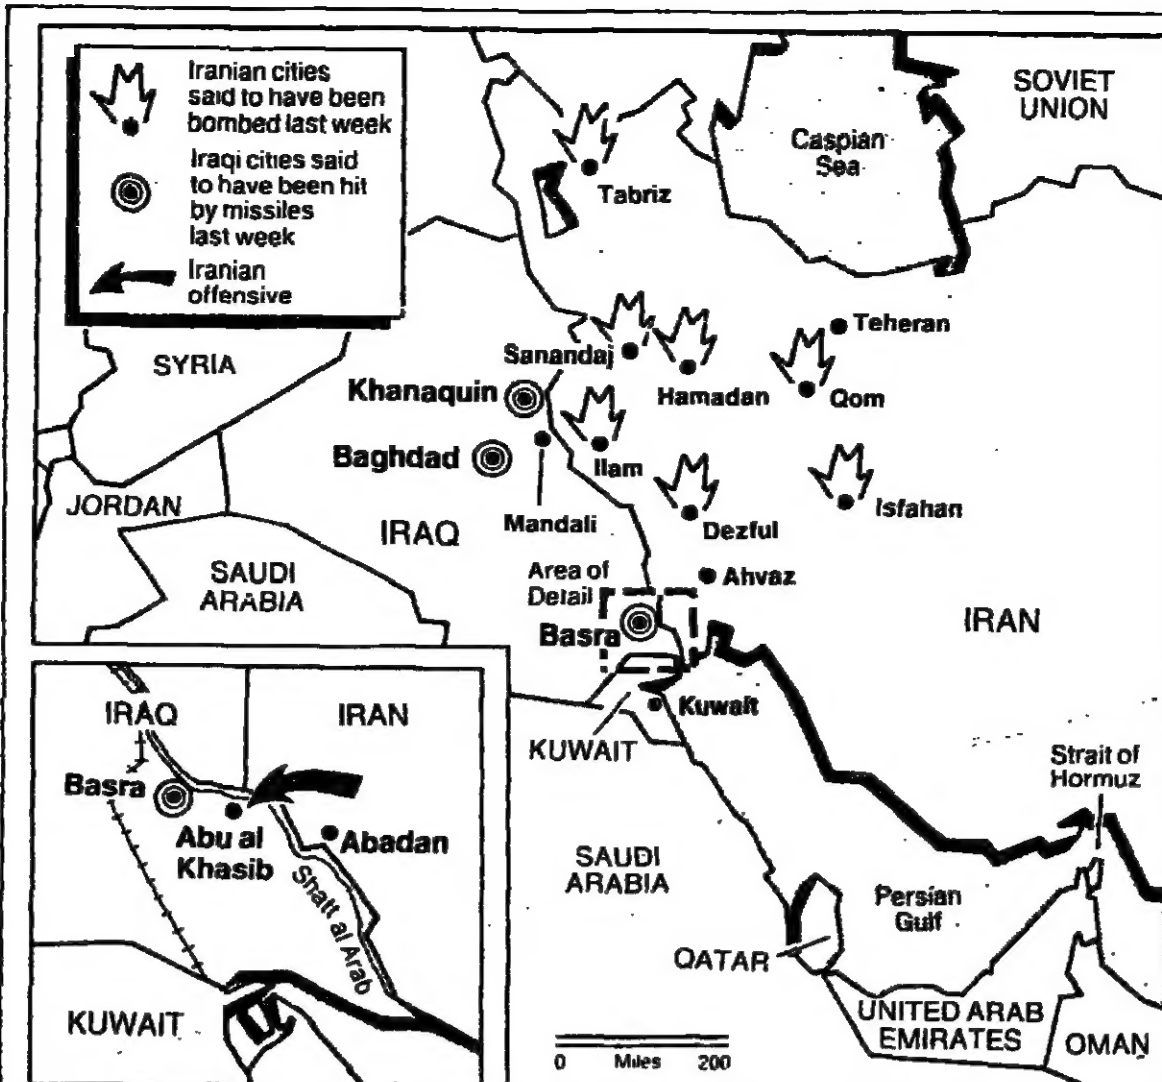 Iranian cities
said to have been
bombed last week
Iraqi cities said
to have been hit
by missiles
last week
Iranian
offensive
SOVIET
UNION
Caspian
Sea
Tabriz
Teheran
SYRIA
Sanandaj
Khanaquin
Hamadan
Qom
Baghdad
Ilam
JORDAN
Mandali
Isfahan
IRAQ
Dezful
SAUDI
ARABIA
Area of
Detail
Ahvaz
Basra
IRAN
Kuwait
KUWAIT
Strait of
Hormuz
SAUDI
ARABIA
Persian
Gulf
QATAR
UNITED ARAB
EMIRATES
OMAN
0 Miles 200
IRAQ
IRAN
Basra
Abu al
Khasib
Abadan
Shatt al Arab
KUWAIT